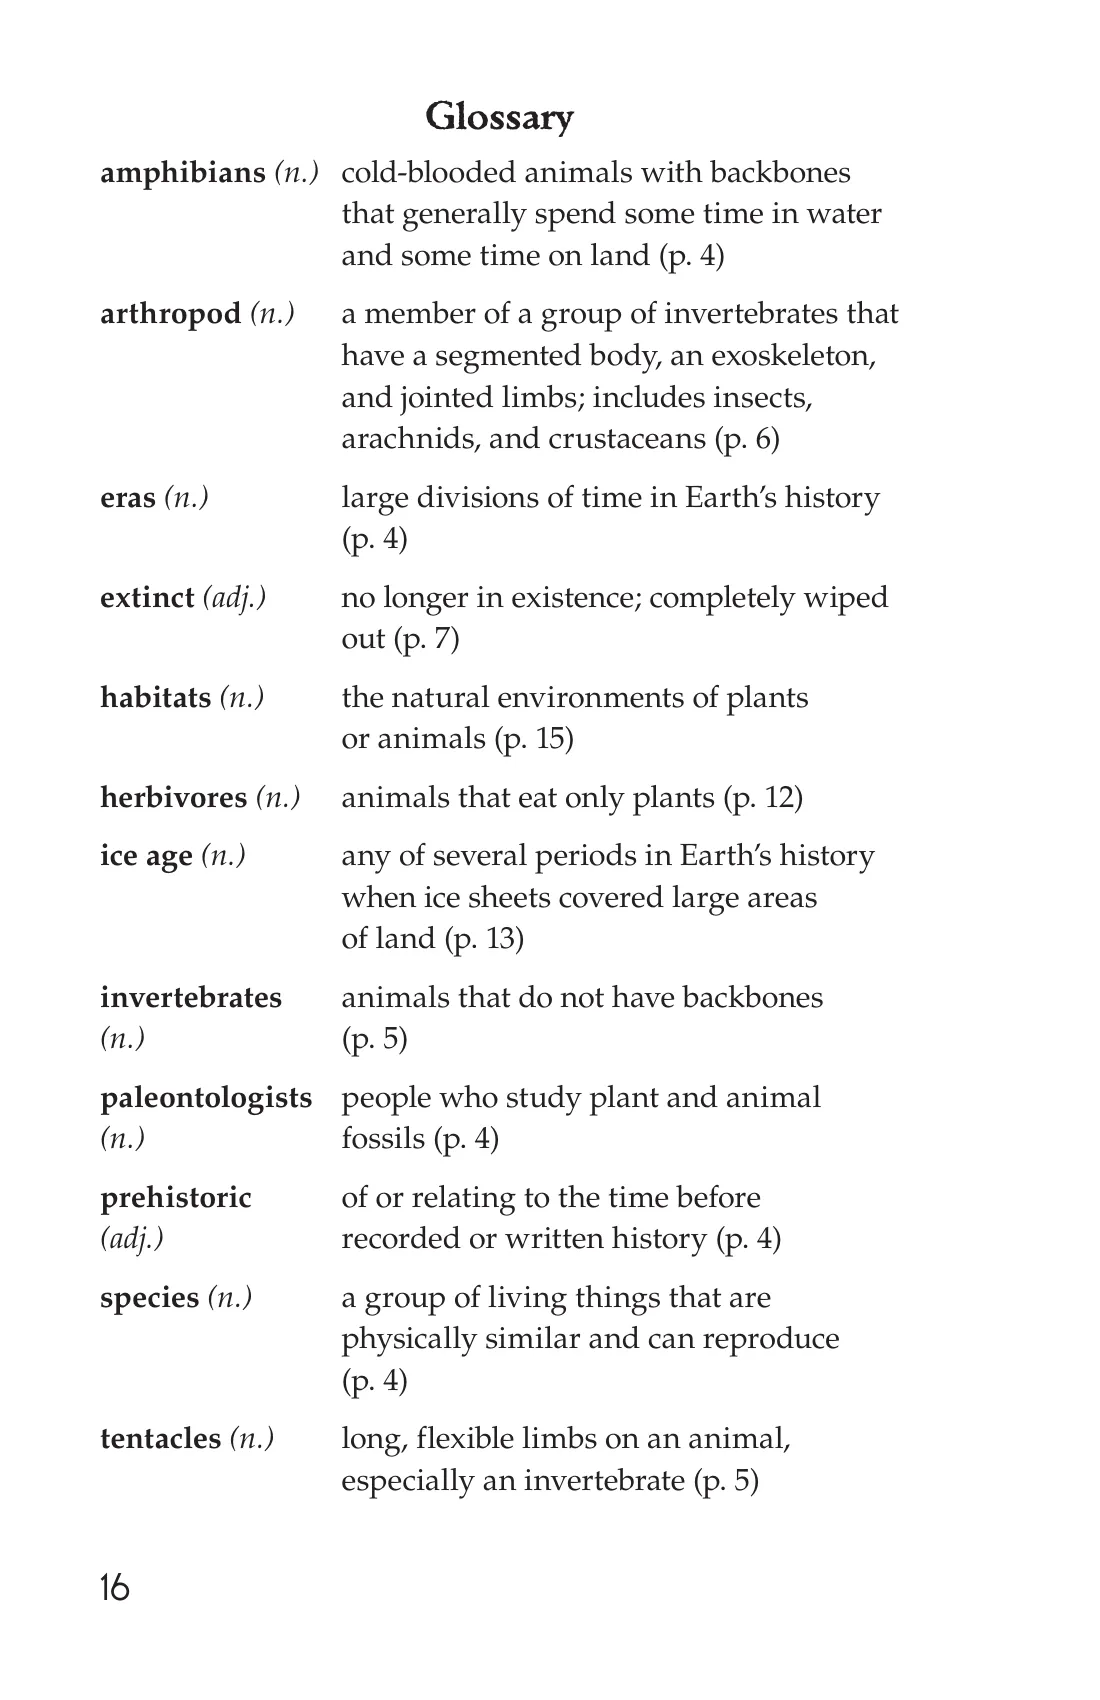 Glossary
amphibians (n.) cold-blooded animals with backbones
that generally spend some time in water
and some time on land (p. 4)
arthropod (n.) a member of a group of invertebrates that
have a segmented body, an exoskeleton,
and jointed limbs; includes insects,
arachnids, and crustaceans (p. 6)
eras (n.) large divisions of time in Earth’s history
(p. 4)
extinct (adj.) no longer in existence; completely wiped
out (p. 7)
habitats (n.) the natural environments of plants
or animals (p. 15)
herbivores (n.) animals that eat only plants (p. 12)
ice age (n.) any of several periods in Earth’s history
when ice sheets covered large areas
of land (p. 13)
invertebrates animals that do not have backbones
(n.) (p. 5)
paleontologists people who study plant and animal
(n.) fossils (p. 4)
prehistoric of or relating to the time before
(adj.) recorded or written history (p. 4)
species (n.) a group of living things that are
physically similar and can reproduce
(p. 4)
tentacles (n.) long, flexible limbs on an animal,
especially an invertebrate (p. 5)
16